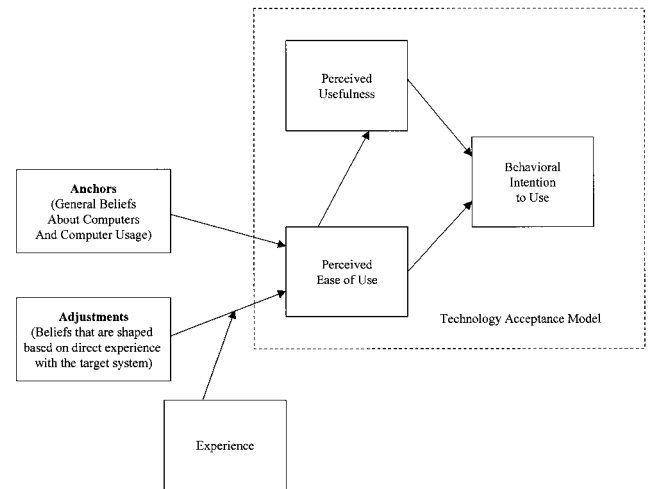 Perceived
Usefulness
Behavioral
Intention
to Use
Anchors
(General Beliefs
About Computers
And Computer Usage)
Perceived
Ease of Use
Adjustments
(Beliefs that are shaped
based on direct experience
with the target system)
Technology Acceptance Model
Experience